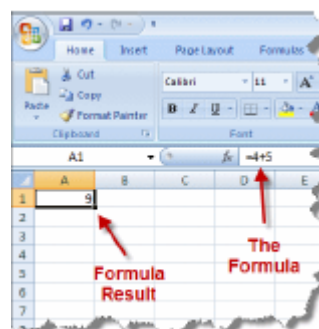 Home Insert Page Layout Formulas
Cut
Copy
Paste
Format Painter
Calibri 11 A
B I U
Clipboard Font
A1 fx =4+5
A B C D E
1 9
2
3
4
5
6
7
The Formula
Formula Result